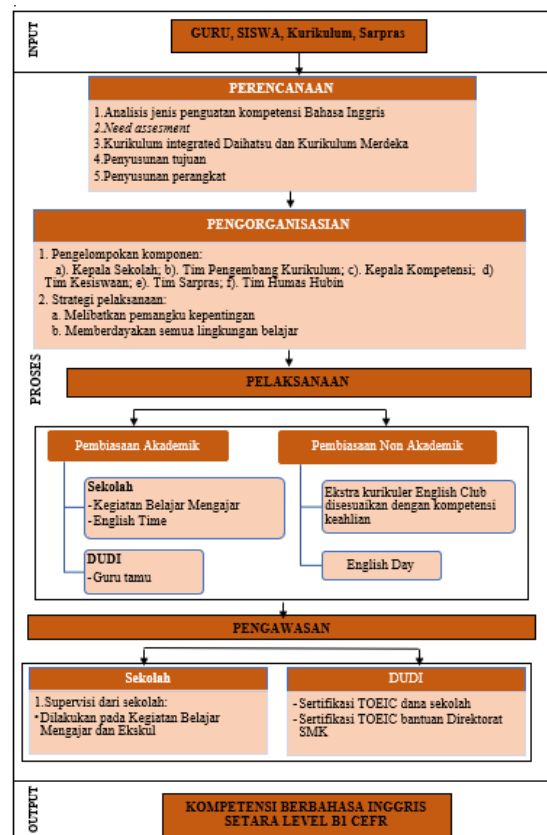 INPUT
GURU, SISWA, Kurikulum, Sarpras
PROSES
PERENCANAAN
1.Analisis jenis penguatan kompetensi Bahasa Inggris
2.Need assesment
3.Kurikulum integrated Daihatsu dan Kurikulum Merdeka
4.Penyusunan tujuan
5.Penyusunan perangkat
PENGORGANISASIAN
1. Pengelompokan komponen:
a). Kepala Sekolah; b). Tim Pengembang Kurikulum; c). Kepala Kompetensi; d)
Tim Kesiswaan; e). Tim Sarpras; f). Tim Humas Hubin
2. Strategi pelaksanaan:
a. Melibatkan pemangku kepentingan
b. Memberdayakan semua lingkungan belajar
PELAKSANAAN
Pembiasaan Akademik
Sekolah
-Kegiatan Belajar Mengajar
-English Time
DUDI
- Guru tamu
Pembiasaan Non Akademik
Ekstra kurikuler English Club
disesuaikan dengan kompetensi
keahlian
English Day
PENGAWASAN
Sekolah
1.Supervisi dari sekolah:
•Dilakukan pada Kegiatan Belajar
Mengajar dan Ekskul
DUDI
-Sertifikasi TOEIC dana sekolah
-Sertifikasi TOEIC bantuan Direktorat
SMK
OUTPUT
KOMPETENSI BERBAHASA INGGRIS
SETARA LEVEL B1 CEFR